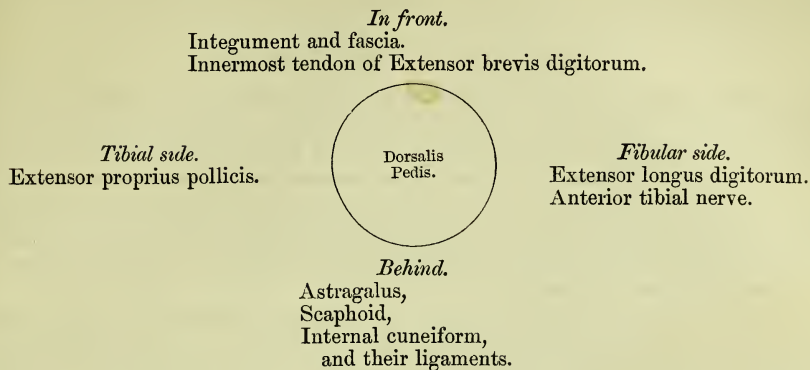 In front.
Integument and fascia.
Innermost tendon of Extensor brevis digitorum.
Tibial side.
Extensor proprius pollicis.
Dorsalis
Pedis.
Fibular side.
Extensor longus digitorum.
Anterior tibial nerve.
Behind.
Astragalus,
Scaphoid,
Internal cuneiform,
and their ligaments.